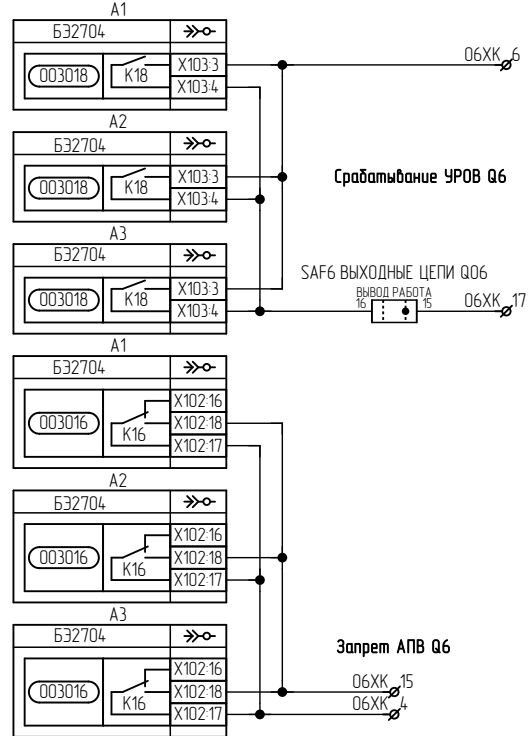 A1
БЭ2704
003018
K18
X103:3
X103:4
06XK 6
A2
БЭ2704
003018
K18
X103:3
X103:4
Срабатывание УРОВ Q6
A3
БЭ2704
003018
K18
X103:3
X103:4
SAF6 ВЫХОДНЫЕ ЦЕПИ Q06
ВЫВОД РАБОТА
16 15
06XK 17
A1
БЭ2704
003016
K16
X102:16
X102:18
X102:17
A2
БЭ2704
003016
K16
X102:16
X102:18
X102:17
A3
БЭ2704
003016
K16
X102:16
X102:18
X102:17
Запрет АПВ Q6
06XK 15
06XK 4